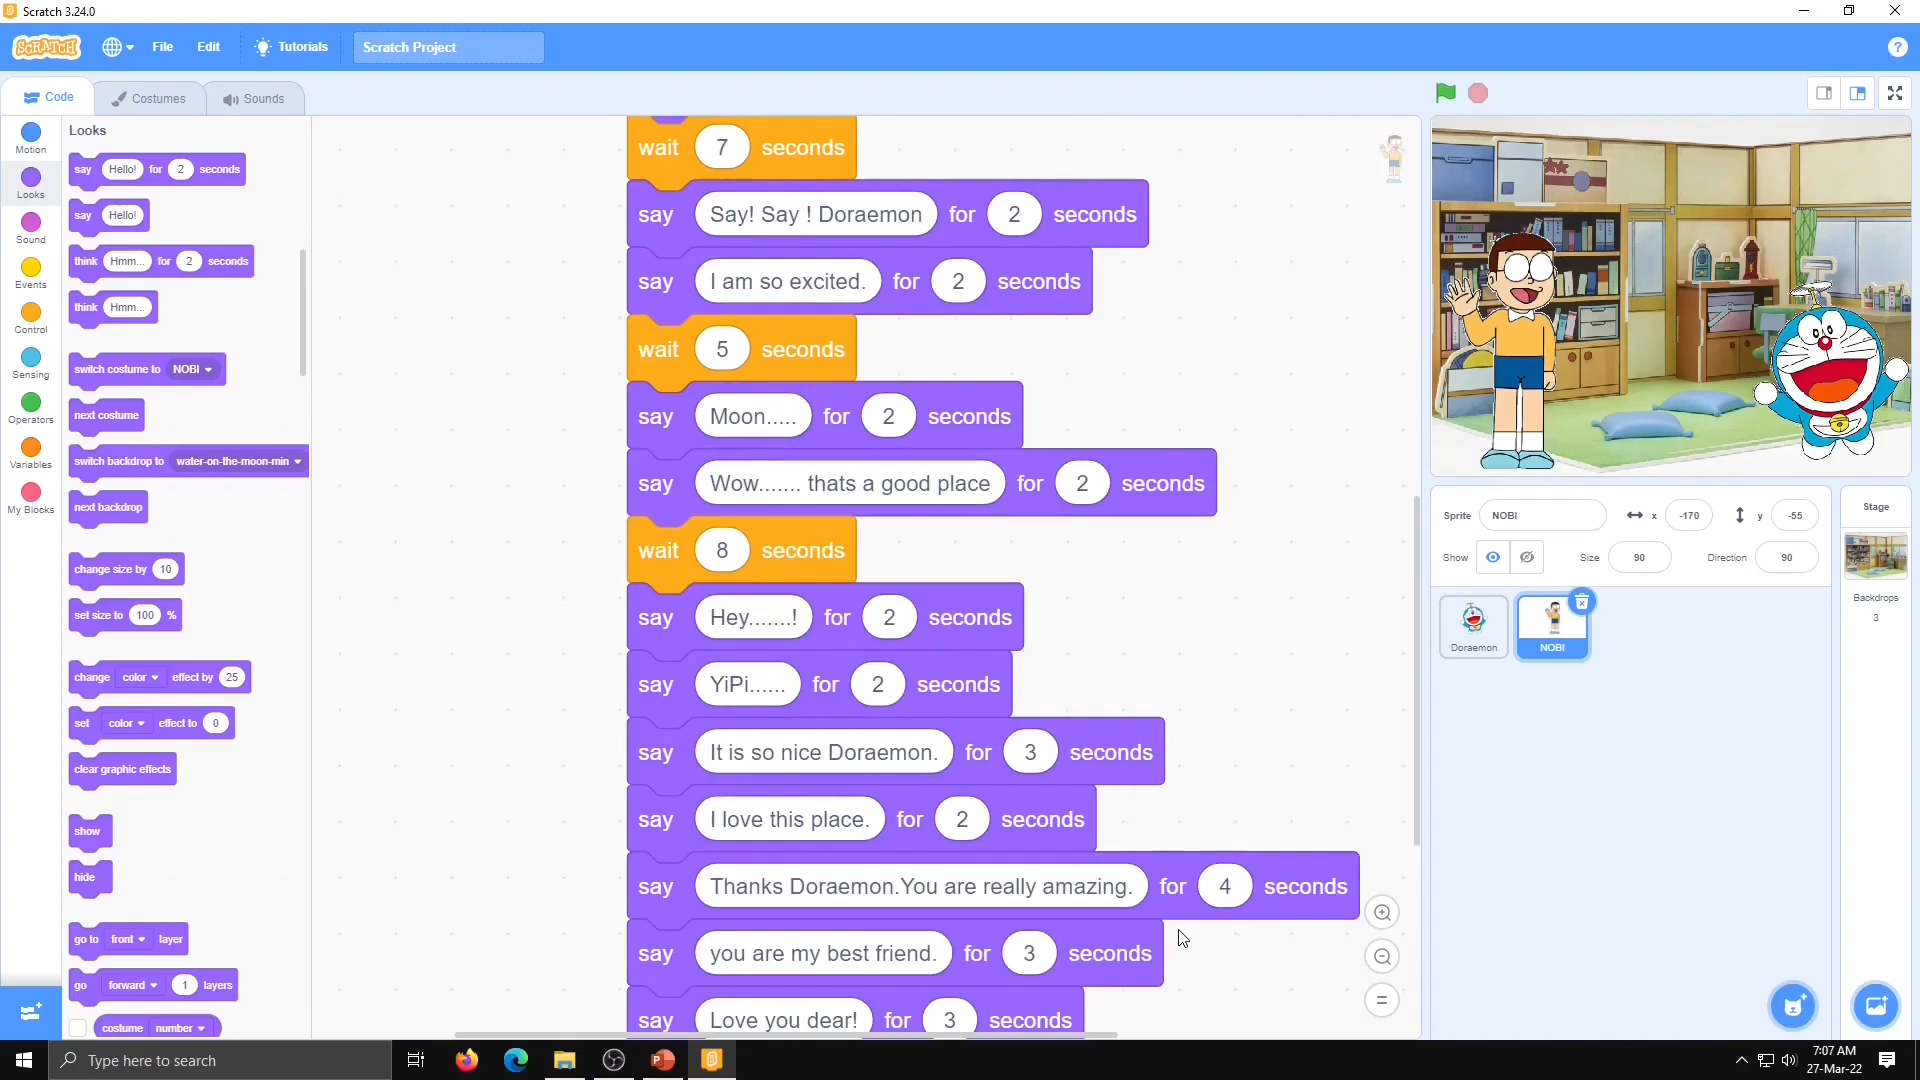 Scratch 3.24.0
SCRATCH File Edit Tutorials Scratch Project ?
Code Costumes Sounds
Motion
Looks
Sound
Events
Control
Sensing
Operators
Variables
My Blocks
Looks
say Hello! for 2 seconds
say Hello!
think Hmm... for 2 seconds
think Hmm...
switch costume to NOBI
next costume
switch backdrop to water-on-the-moon-min
next backdrop
change size by 10
set size to 100 %
change color effect by 25
set color effect to 0
clear graphic effects
show
hide
go to front layer
go forward 1 layers
costume number
wait 7 seconds
say Say! Say ! Doraemon for 2 seconds
say I am so excited. for 2 seconds
wait 5 seconds
say Moon..... for 2 seconds
say Wow....... thats a good place for 2 seconds
wait 8 seconds
say Hey.......! for 2 seconds
say YiPi...... for 2 seconds
say It is so nice Doraemon. for 3 seconds
say I love this place. for 2 seconds
say Thanks Doraemon.You are really amazing. for 4 seconds
say you are my best friend. for 3 seconds
say Love you dear! for 3 seconds
Sprite NOBI x -170 y -55
Show Size 90 Direction 90
Doraemon
NOBI
Stage
Backdrops
3
Type here to search
7:07 AM
27-Mar-22